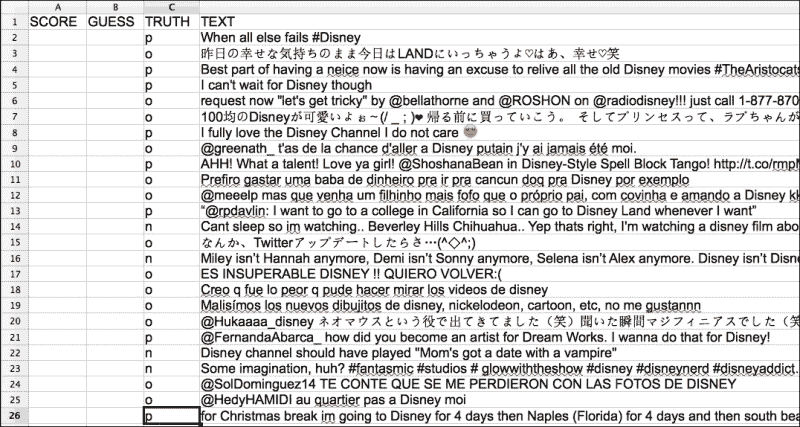 A B C D
1 SCORE GUESS TRUTH TEXT
2 p When all else fails #Disney
3 o 昨日の幸せな気持ちのまま今日はLANDにいっちゃうよ♡はあ、幸せ♡笑
4 p Best part of having a neice now is having an excuse to relive all the old Disney movies #TheAristocats
5 p I can't wait for Disney though
6 o request now "let's get tricky" by @bellathorne and @ROSHON on @radiodisney!!! just call 1-877-870
7 o 100均のDisneyが可愛いよぉ~(/ _ ; )❤ 帰る前に買っていこう。 そしてプリンセスって、ラプちゃんが
8 p I fully love the Disney Channel I do not care
9 o @greenath_ t'as de la chance d'aller a Disney putain j'y ai jamais été moi.
10 p AHH! What a talent! Love ya girl! @ShoshanaBean in Disney-Style Spell Block Tango! http://t.co/rmpM
11 o Prefiro gastar uma baba de dinheiro pra ir pra cancun doq pra Disney por exemplo
12 o @meeelp mas que venha um filhinho mais fofo que o próprio pai, com covinha e amando a Disney kk
13 p “@rpdavlin: I want to go to a college in California so I can go to Disney Land whenever I want”
14 n Cant sleep so im watching.. Beverley Hills Chihuahua.. Yep thats right, I'm watching a disney film abo
15 o なんか、Twitterアップデートしたらさ…(^◇^;)
16 n Miley isn't Hannah anymore, Demi isn't Sonny anymore, Selena isn't Alex anymore. Disney isn't Disne
17 o ES INSUPERABLE DISNEY !! QUIERO VOLVER:(
18 o Creo q fue lo peor q pude hacer mirar los videos de disney
19 o Malisímos los nuevos dibujitos de disney, nickelodeon, cartoon, etc, no me gustannn
20 o @Hukaaaa_disney ネオマウスという役で出てきてました（笑）聞いた瞬間マジフィニアスでした（笑
21 p @FernandaAbarca_ how did you become an artist for Dream Works. I wanna do that for Disney!
22 n Disney channel should have played "Mom's got a date with a vampire"
23 n Some imagination, huh? #fantasmic #studios # glowwiththeshow #disney #disneynerd #disneyaddict.
24 o @SolDominguez14 TE CONTE QUE SE ME PERDIERON CON LAS FOTOS DE DISNEY
25 o @HedyHAMIDI au quartier pas a Disney moi
26 p for Christmas break im going to Disney for 4 days then Naples (Florida) for 4 days and then south bea